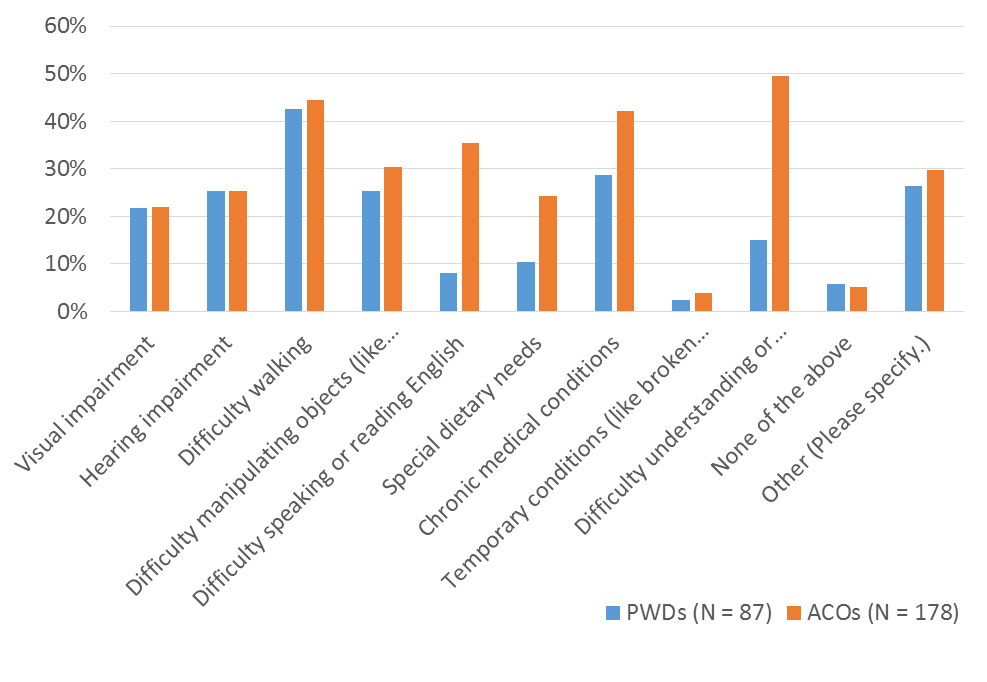 60%
50%
40%
30%
20%
10%
0%
Visual impairment
Hearing impairment
Difficulty walking
Difficulty manipulating objects (like...
Difficulty speaking or reading English
Special dietary needs
Chronic medical conditions
Temporary conditions (like broken...
Difficulty understanding or...
None of the above
Other (Please specify.)
PWDs (N = 87) ACOs (N = 178)